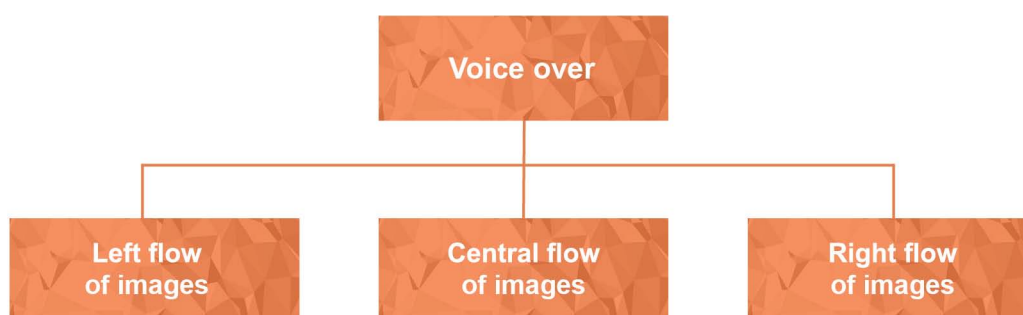 Voice over
Left flow
of images
Central flow
of images
Right flow
of images